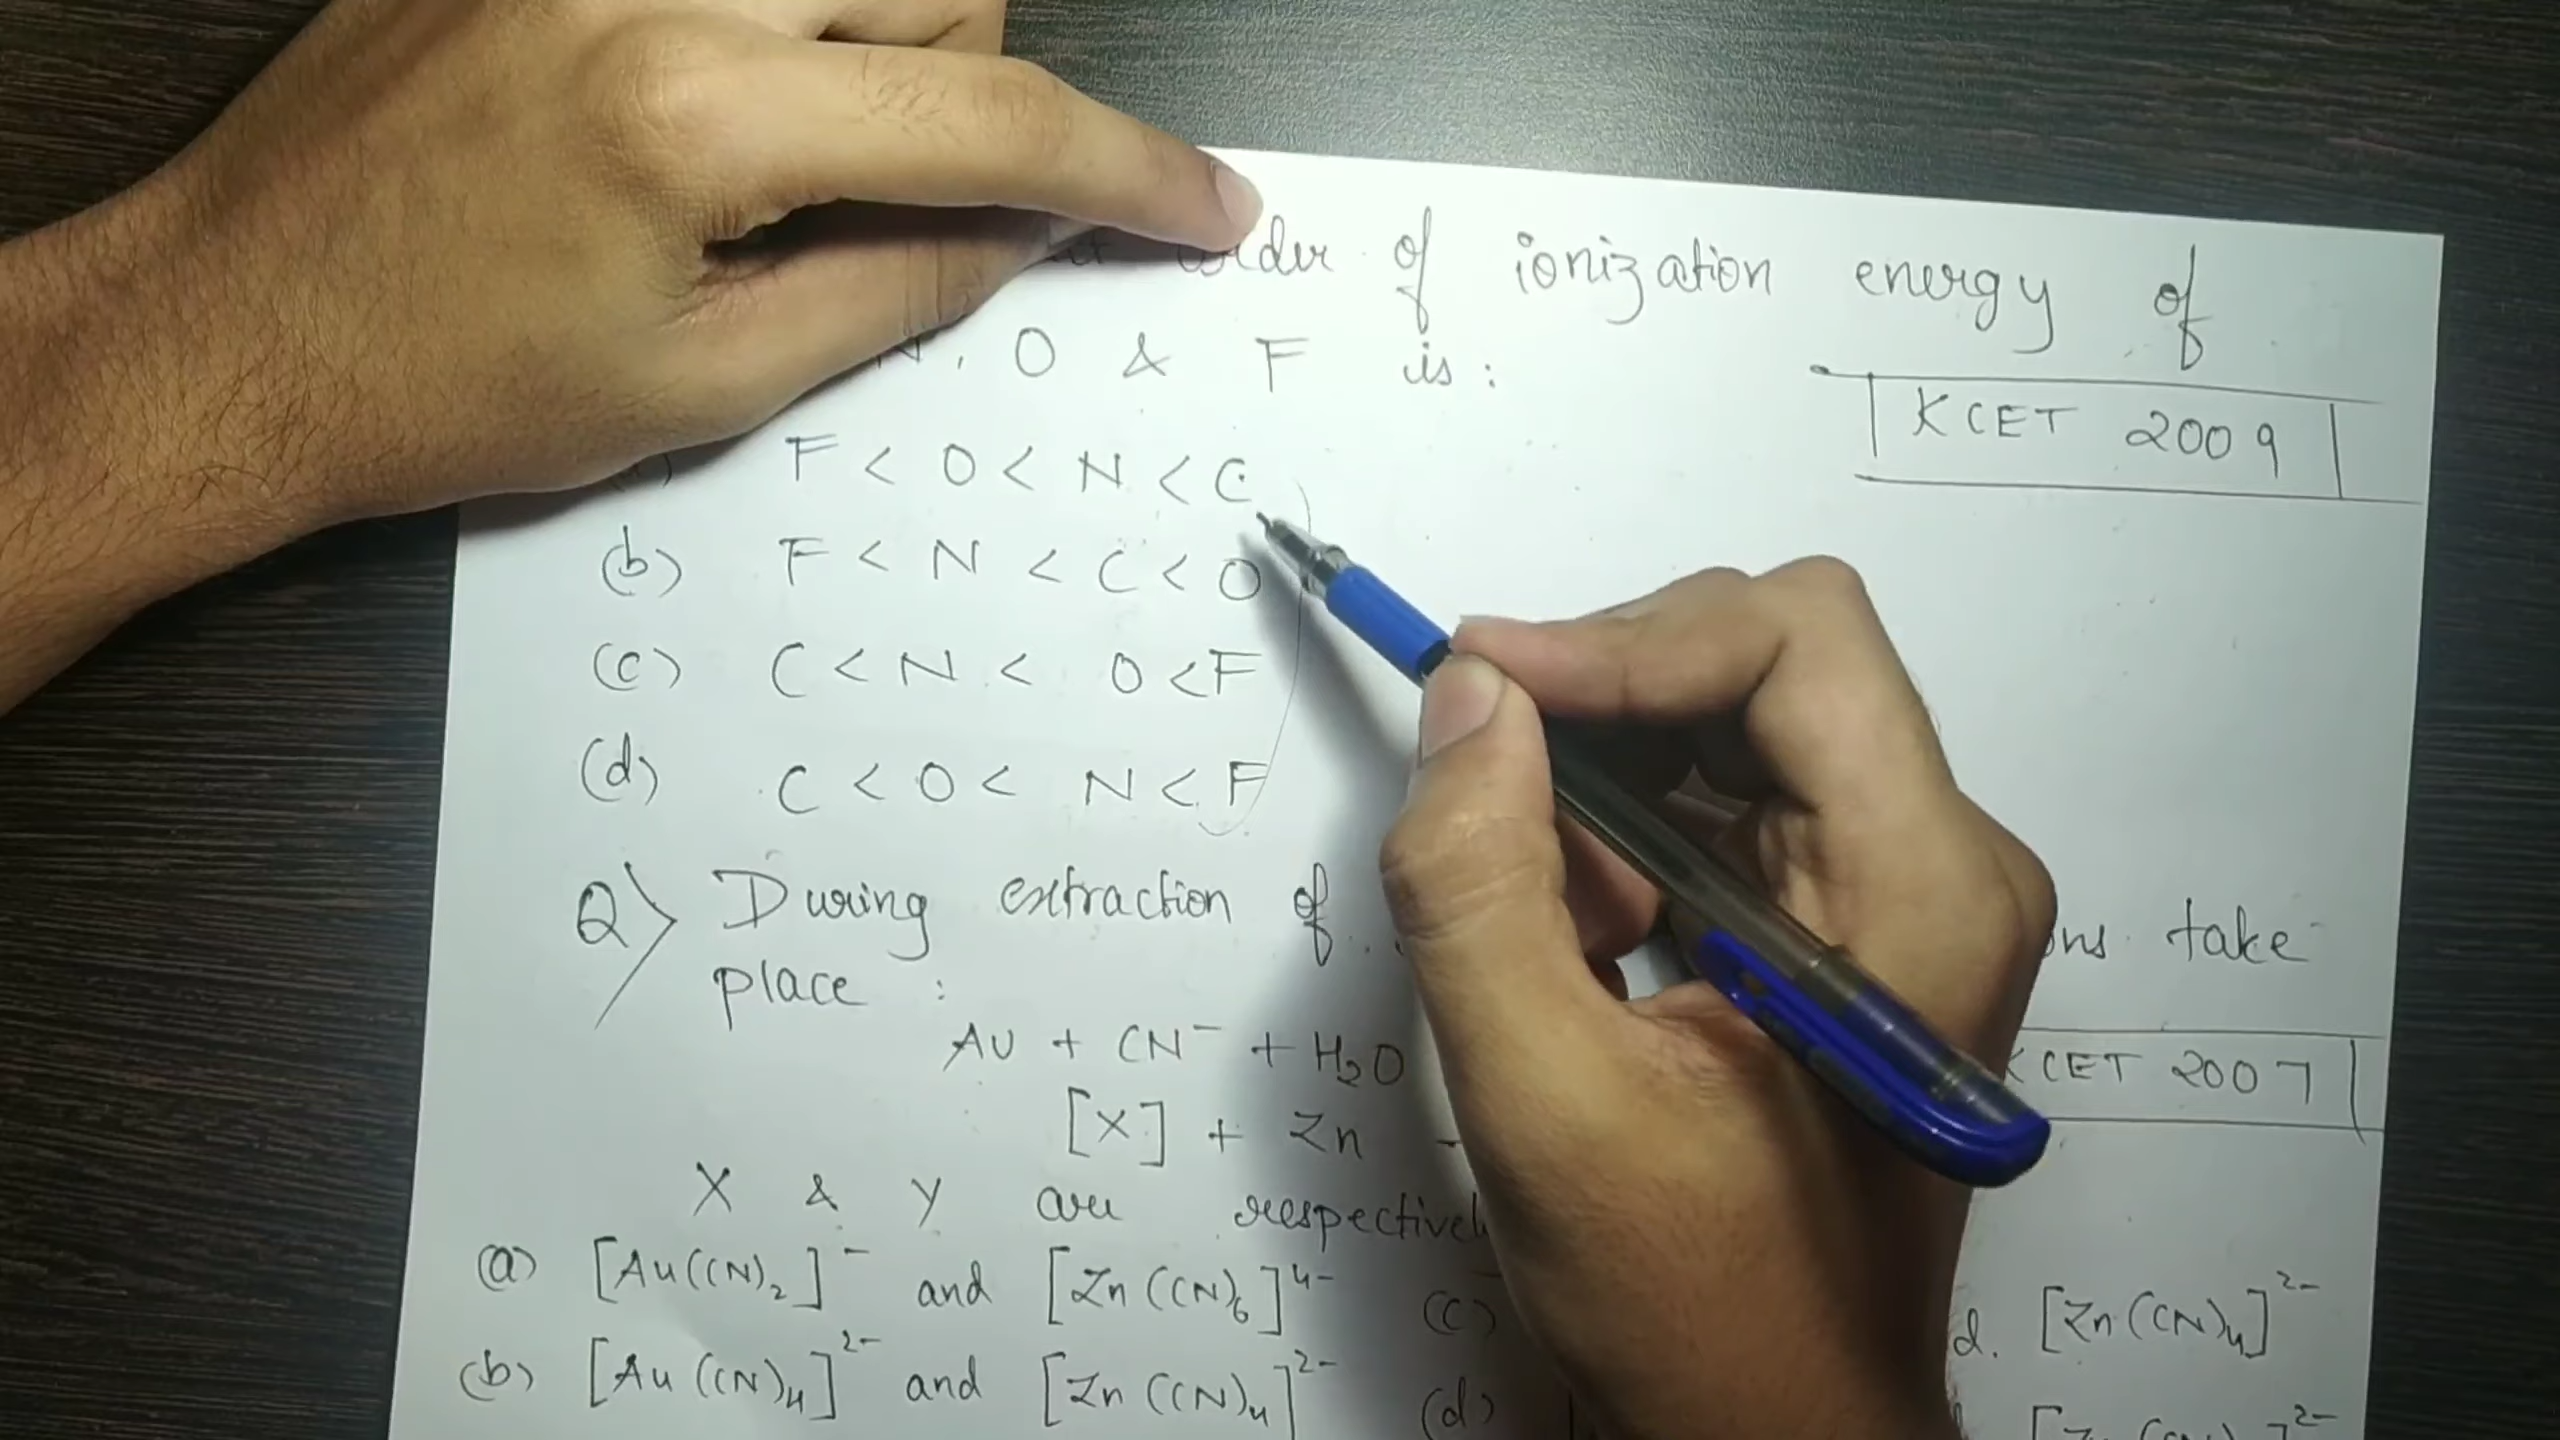 order of ionization energy of
N, O & F is:
KCET 2009
F < O < N < C
(b) F < N < C < O
(c) C < N < O < F
(d) C < O < N < F
Q> During extraction of take
place :
AU + CN⁻ + H₂O
KCET 2007
[X] + Zn
X & Y are
(a) [Au(CN)₂]⁻ and [Zn(CN)₆]⁴⁻ (c) [Zn(CN)₄]²⁻
(b) [Au(CN)₄]²⁻ and [Zn(CN)₄]²⁻ (d)